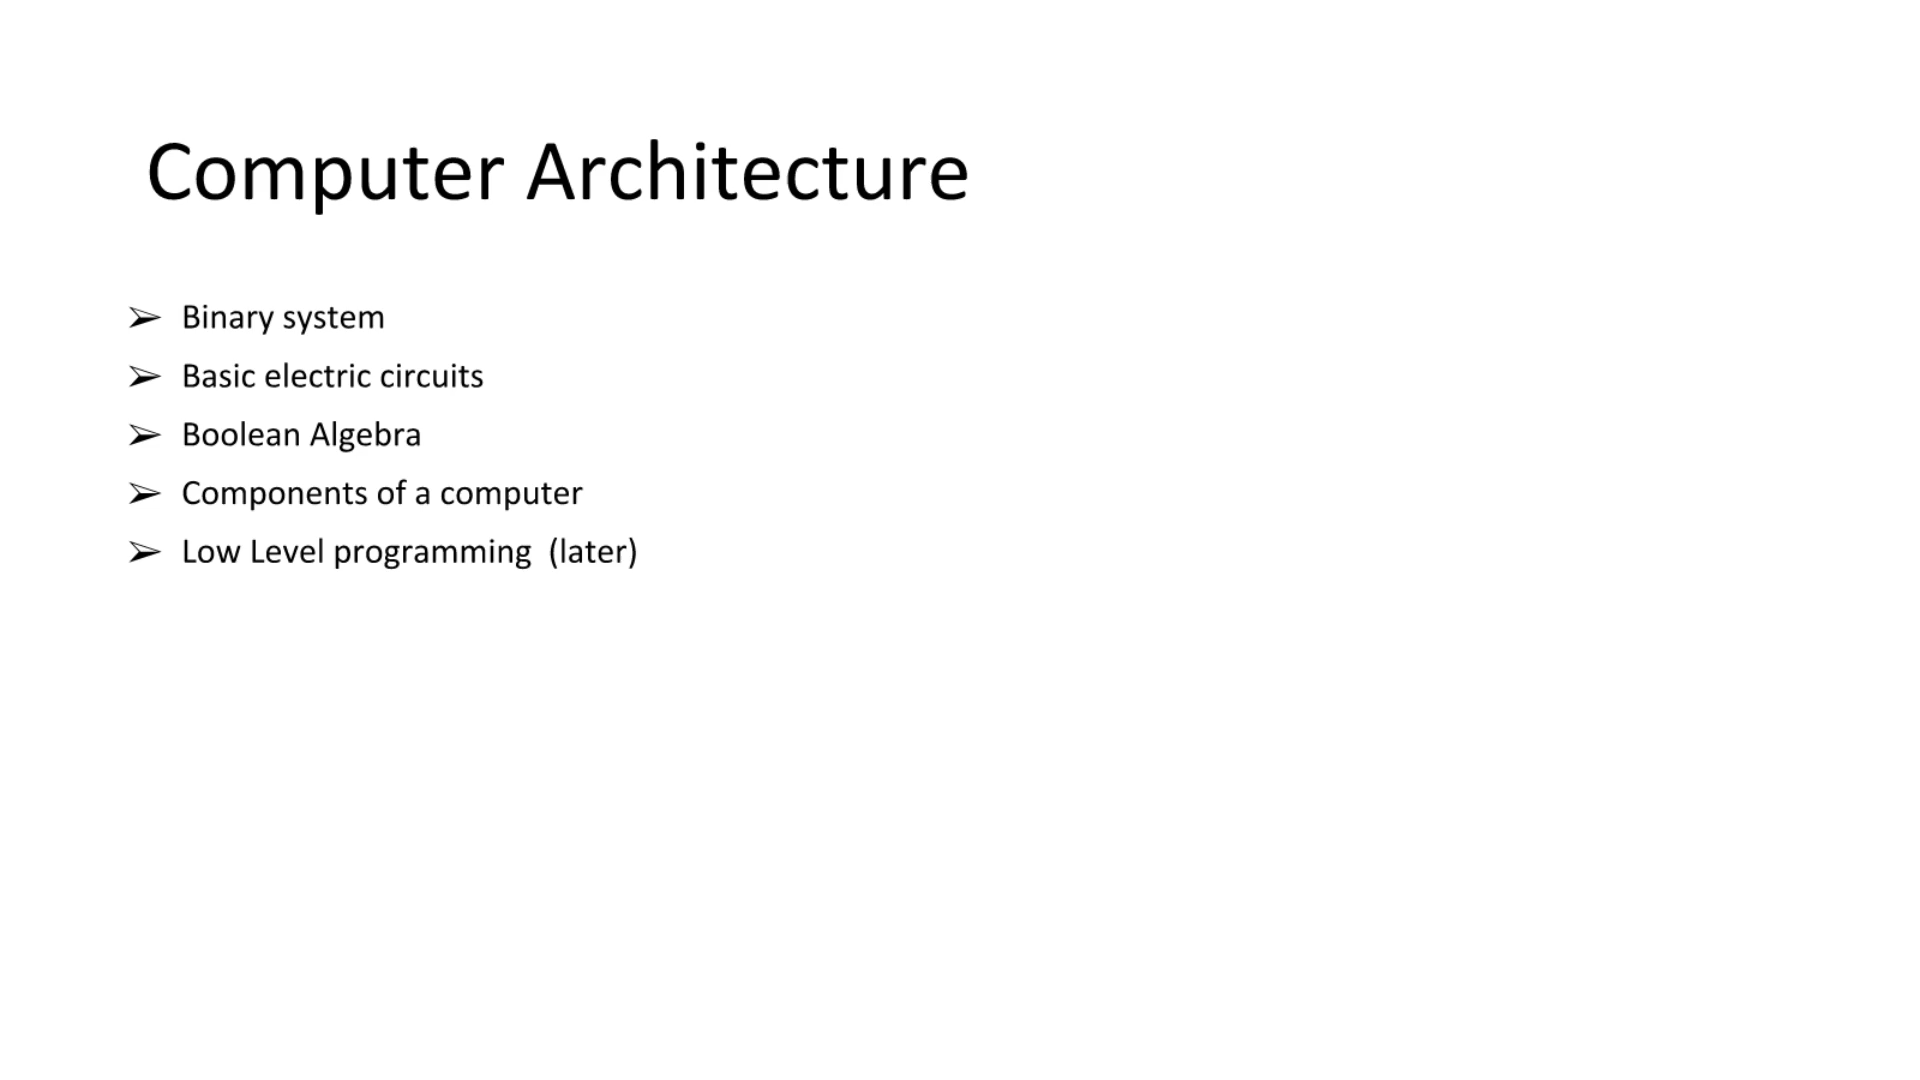 Computer Architecture
➢ Binary system
➢ Basic electric circuits
➢ Boolean Algebra
➢ Components of a computer
➢ Low Level programming  (later)